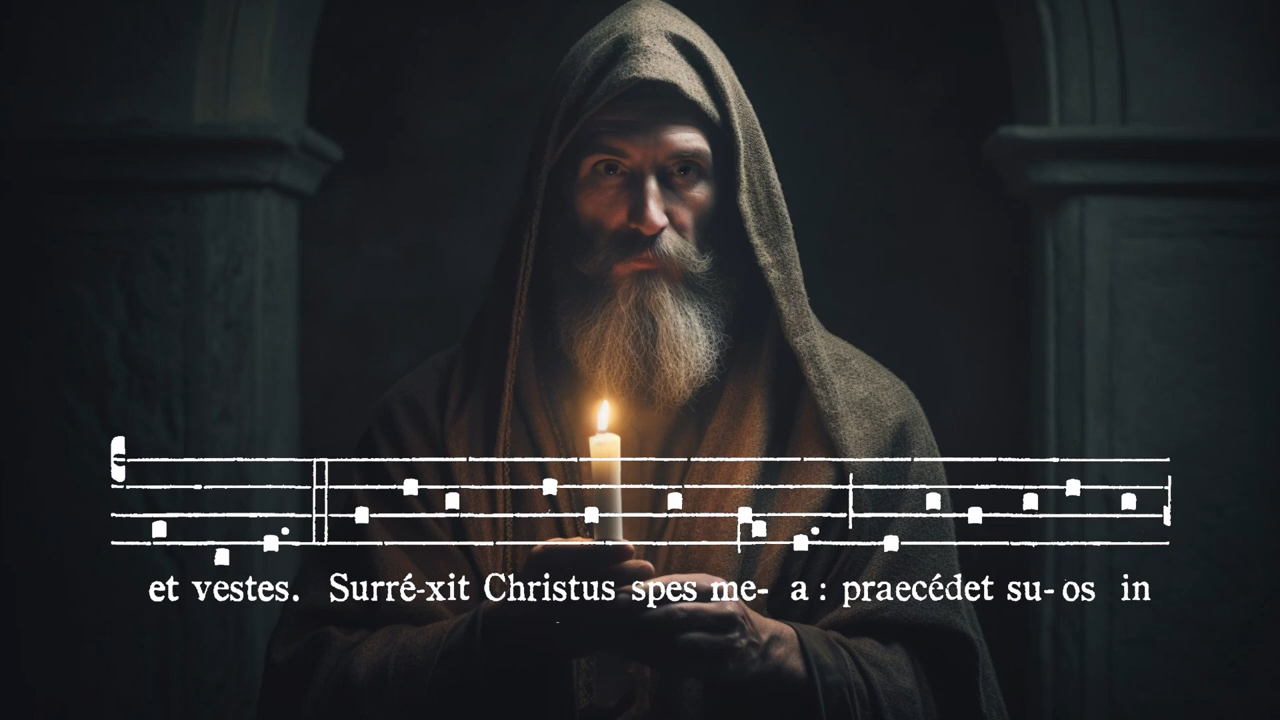 et vestes. Surré-xit Christus spes me- a : praecédet su- os in